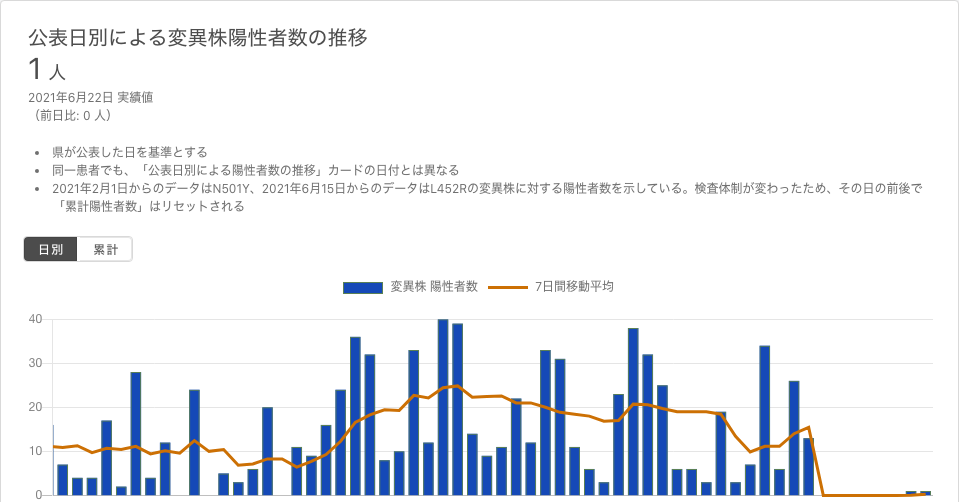 公表日別による変異株陽性者数の推移
1 人
2021年6月22日 実績値
（前日比: 0 人）
• 県が公表した日を基準とする
• 同一患者でも、「公表日別による陽性者数の推移」カードの日付とは異なる
• 2021年2月1日からのデータはN501Y、2021年6月15日からのデータはL452Rの変異株に対する陽性者数を示している。検査体制が変わったため、その日の前後で
「累計陽性者数」はリセットされる
日別 累計
変異株 陽性者数 7日間移動平均
40
30
20
10
0